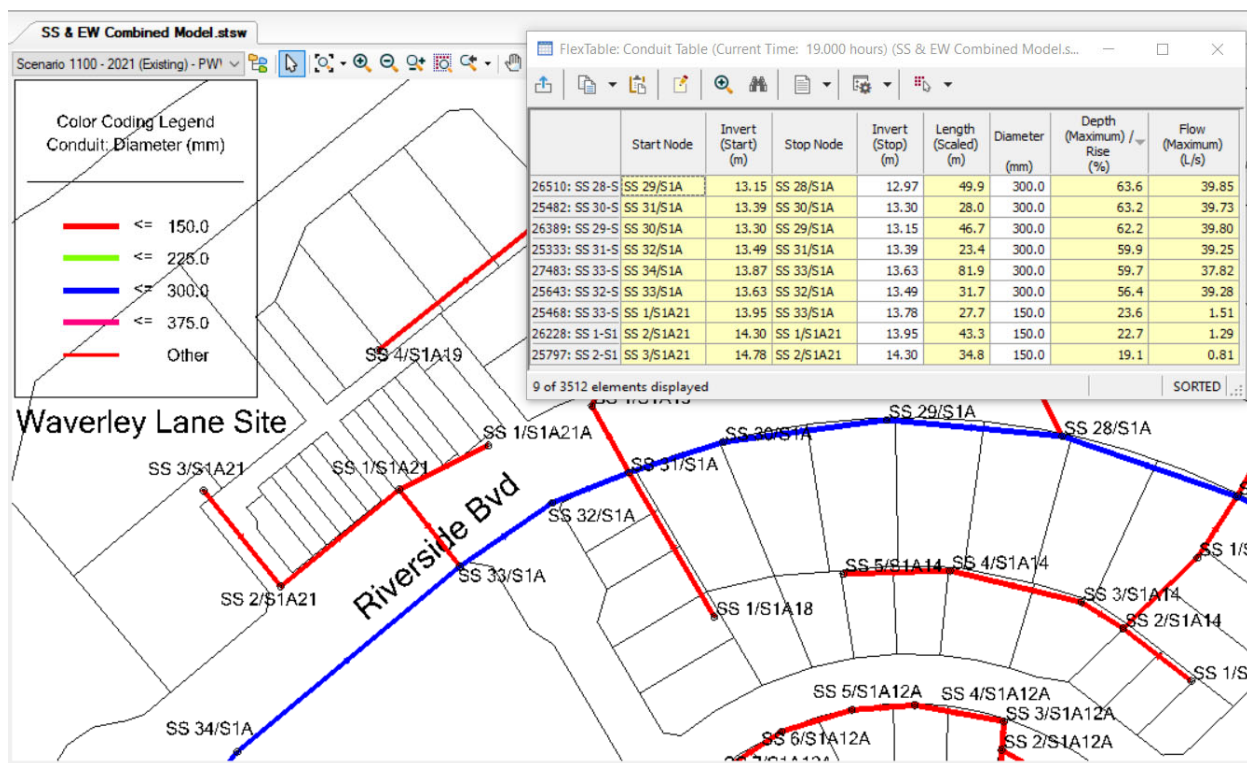 SS & EW Combined Model.stsw
Scenario 1100 - 2021 (Existing) - PW
Color Coding Legend
Conduit: Diameter (mm)
<= 150.0
<= 225.0
<= 300.0
<= 375.0
Other
FlexTable: Conduit Table (Current Time: 19.000 hours) (SS & EW Combined Model.s...
Start Node Invert (Start) (m) Stop Node Invert (Stop) (m) Length (Scaled) (m) Diameter (mm) Depth (Maximum) / Rise (%) Flow (Maximum) (L/s)
26510: SS 28-S SS 29/S1A 13.15 SS 28/S1A 12.97 49.9 300.0 63.6 39.85
25482: SS 30-S SS 31/S1A 13.39 SS 30/S1A 13.30 28.0 300.0 63.2 39.73
26389: SS 29-S SS 30/S1A 13.30 SS 29/S1A 13.15 46.7 300.0 62.2 39.80
25333: SS 31-S SS 32/S1A 13.49 SS 31/S1A 13.39 23.4 300.0 59.9 39.25
27483: SS 33-S SS 34/S1A 13.87 SS 33/S1A 13.63 81.9 300.0 59.7 37.82
25643: SS 32-S SS 33/S1A 13.63 SS 32/S1A 13.49 31.7 300.0 56.4 39.28
25468: SS 33-S SS 1/S1A21 13.95 SS 33/S1A 13.78 27.7 150.0 23.6 1.51
26228: SS 1-S1 SS 2/S1A21 14.30 SS 1/S1A21 13.95 43.3 150.0 22.7 1.29
25797: SS 2-S1 SS 3/S1A21 14.78 SS 2/S1A21 14.30 34.8 150.0 19.1 0.81
9 of 3512 elements displayed
SORTED
SS 4/S1A19
Waverley Lane Site
SS 29/S1A
SS 28/S1A
SS 1/S1A21A
SS 30/S1A
SS 3/S1A21
SS 1/S1A21
SS 31/S1A
Riverside Bvd
SS 32/S1A
SS 33/S1A
SS 2/S1A21
SS 5/S1A14
SS 4/S1A14
SS 3/S1A14
SS 2/S1A14
SS 1/S1A18
SS 34/S1A
SS 5/S1A12A
SS 4/S1A12A
SS 3/S1A12A
SS 6/S1A12A
SS 2/S1A12A